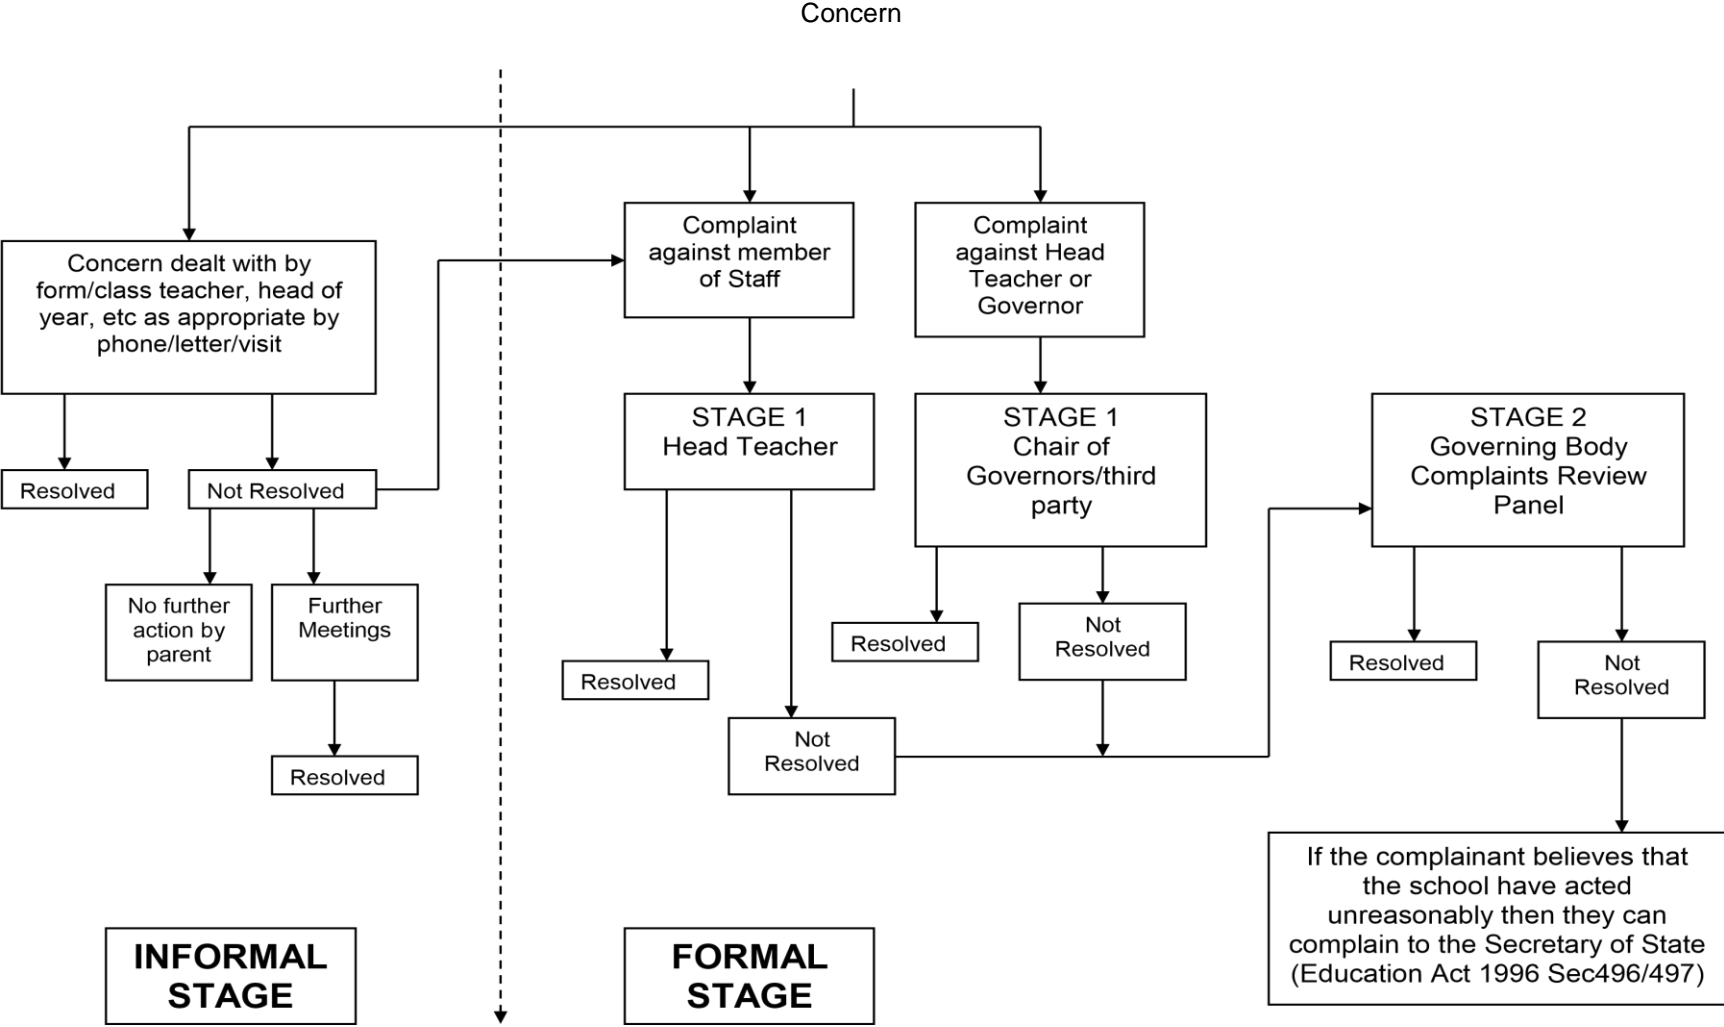 Concern
Concern dealt with by
form/class teacher, head of
year, etc as appropriate by
phone/letter/visit
Complaint
against member
of Staff
Complaint
against Head
Teacher or
Governor
STAGE 1
Head Teacher
STAGE 1
Chair of
Governors/third
party
STAGE 2
Governing Body
Complaints Review
Panel
Resolved
Not Resolved
No further
action by
parent
Further
Meetings
Resolved
Resolved
Not
Resolved
Resolved
Not
Resolved
Resolved
Not
Resolved
If the complainant believes that
the school have acted
unreasonably then they can
complain to the Secretary of State
(Education Act 1996 Sec496/497)
INFORMAL
STAGE
FORMAL
STAGE